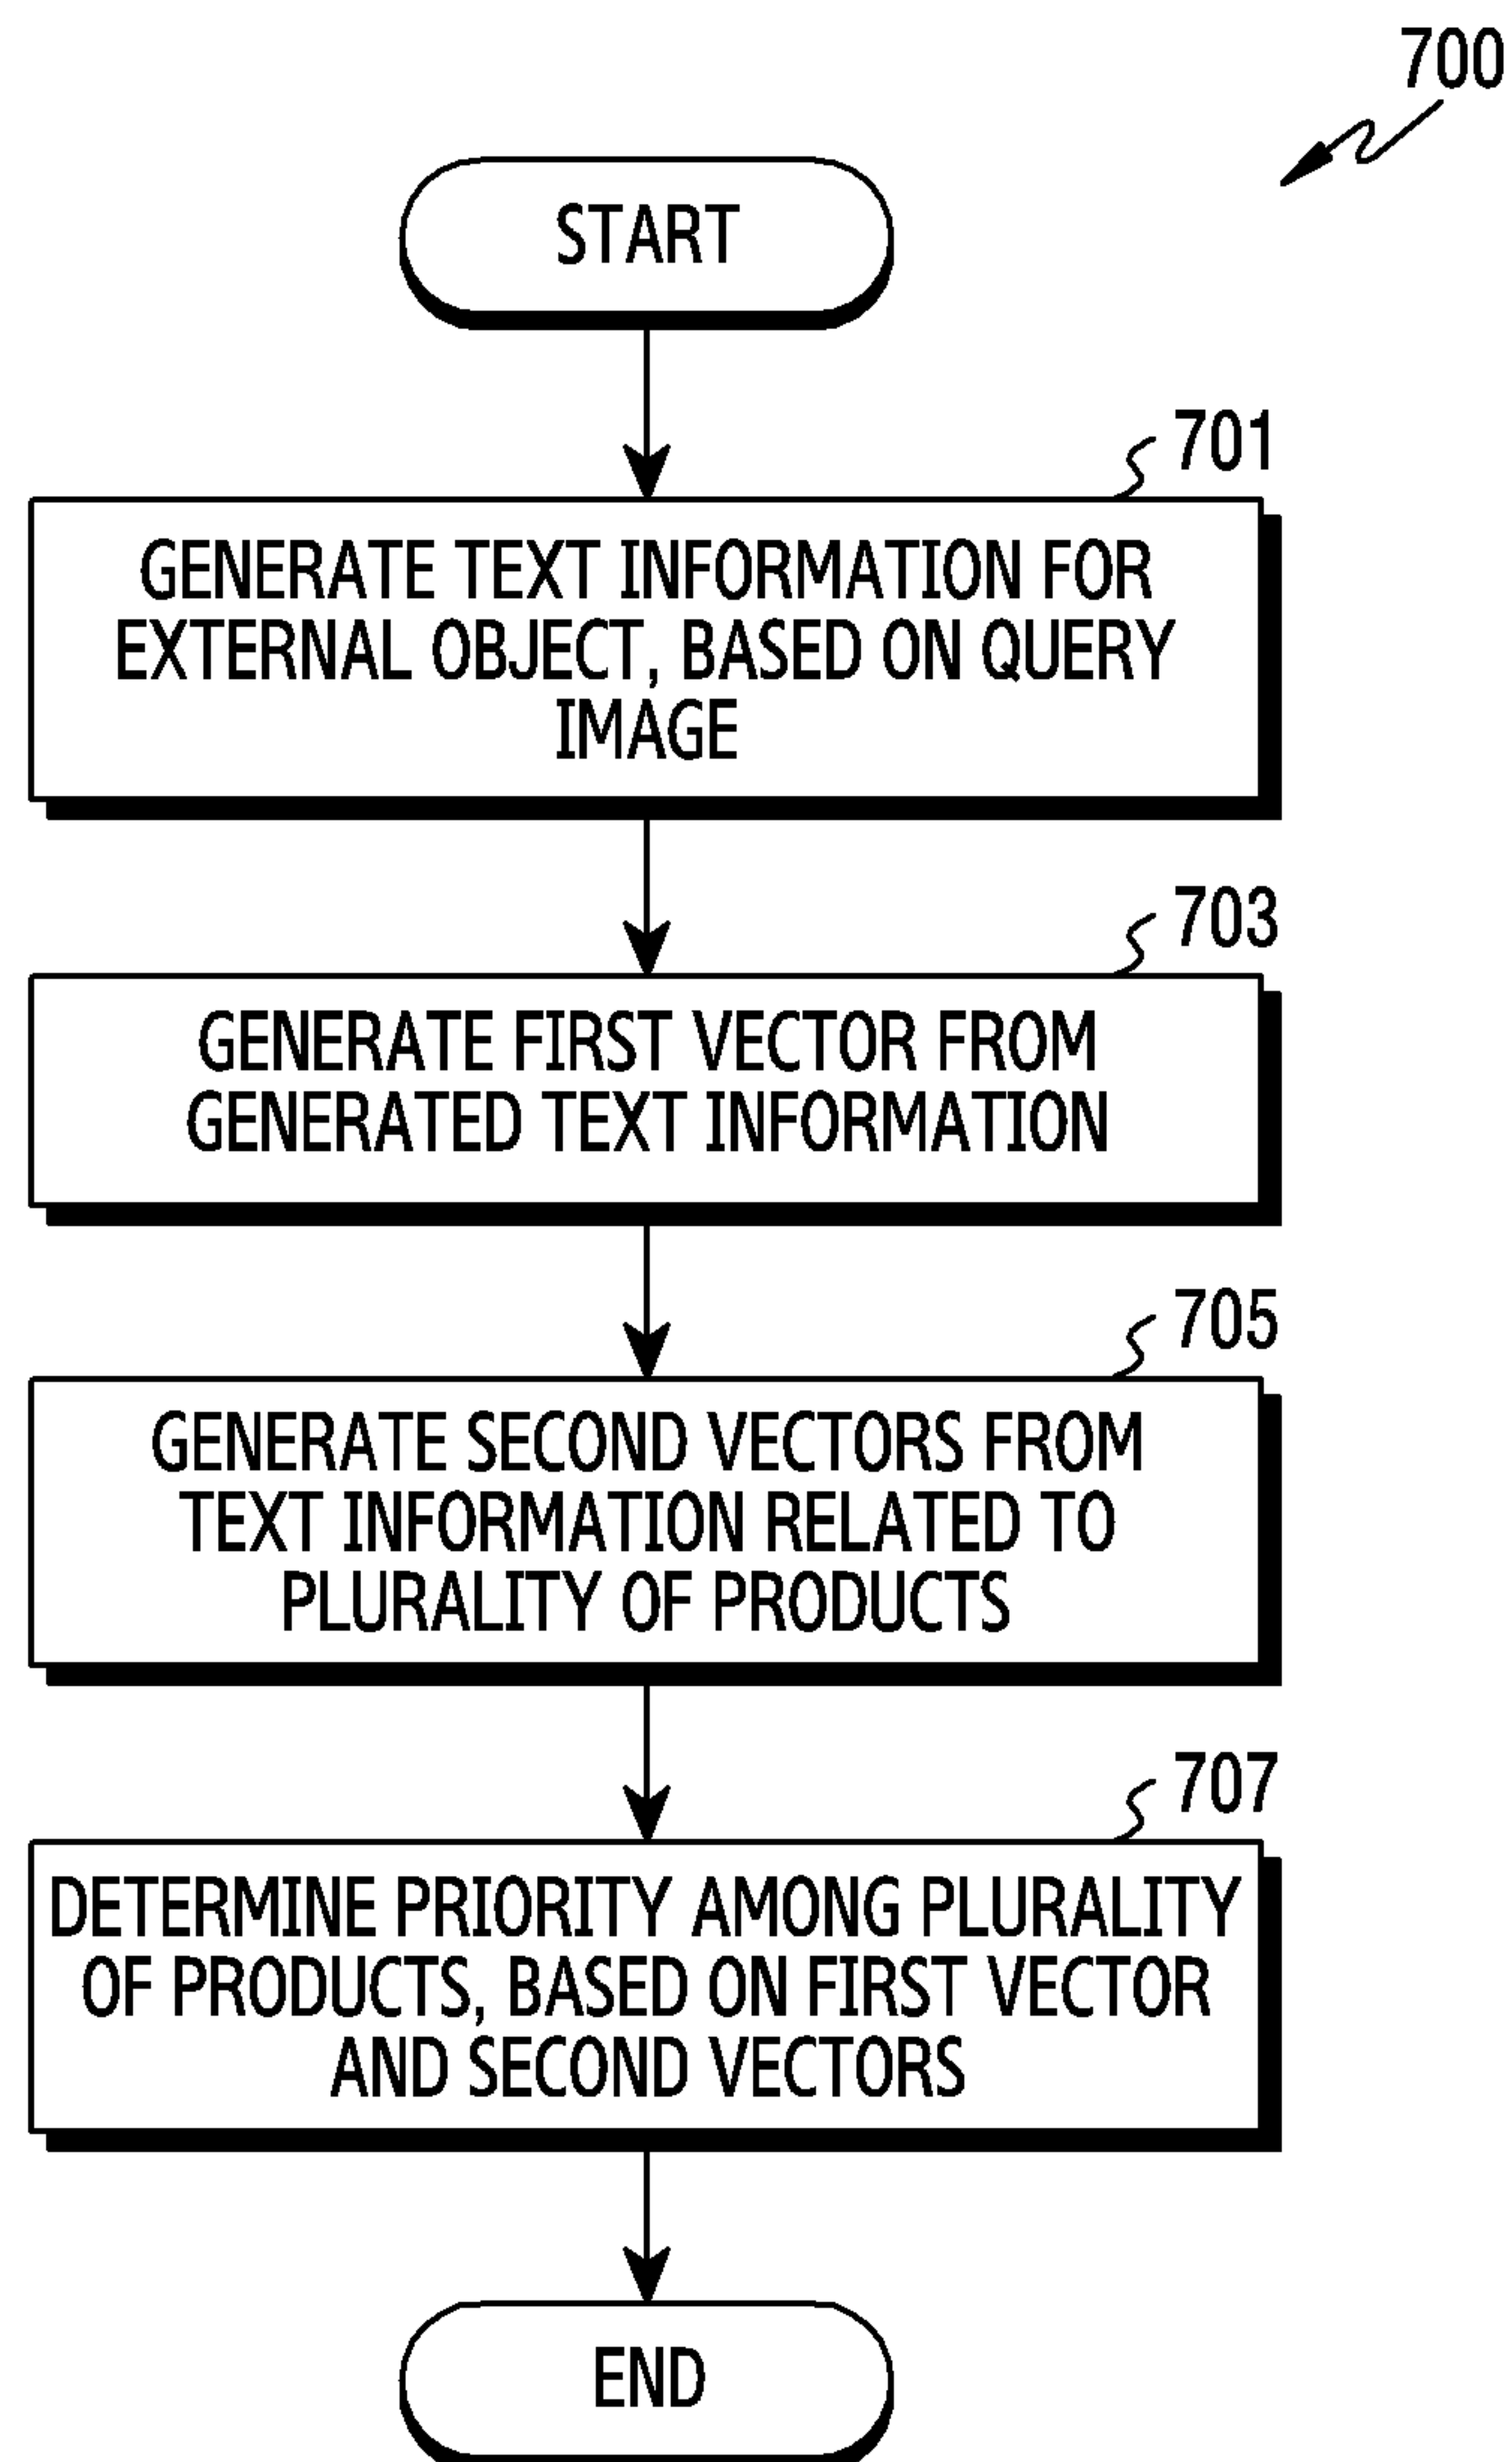 700
START
701
GENERATE TEXT INFORMATION FOR
EXTERNAL OBJECT, BASED ON QUERY
IMAGE
703
GENERATE FIRST VECTOR FROM
GENERATED TEXT INFORMATION
705
GENERATE SECOND VECTORS FROM
TEXT INFORMATION RELATED TO
PLURALITY OF PRODUCTS
707
DETERMINE PRIORITY AMONG PLURALITY
OF PRODUCTS, BASED ON FIRST VECTOR
AND SECOND VECTORS
END